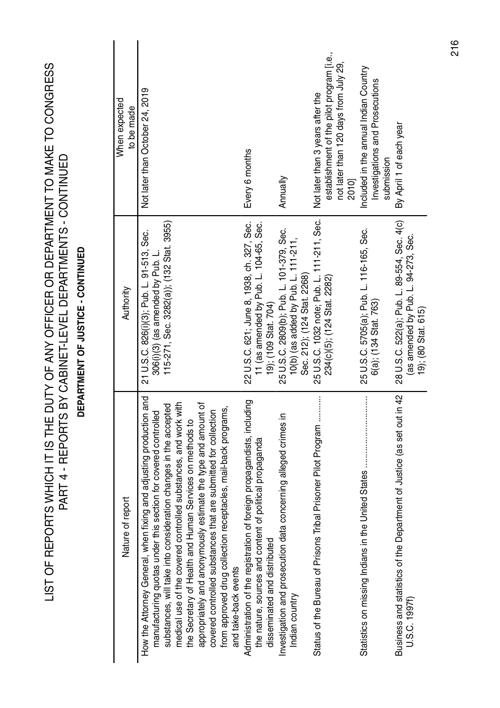 LIST OF REPORTS WHICH IT IS THE DUTY OF ANY OFFICER OR DEPARTMENT TO MAKE TO CONGRESS
PART 4 - REPORTS BY CABINET-LEVEL DEPARTMENTS - CONTINUED
DEPARTMENT OF JUSTICE - CONTINUED
Nature of report
Authority
When expected
to be made
How the Attorney General, when fixing and adjusting production and
manufacturing quotas under this section for covered controlled
substances, will take into consideration changes in the accepted
medical use of the covered controlled substances, and work with
the Secretary of Health and Human Services on methods to
appropriately and anonymously estimate the type and amount of
covered controlled substances that are submitted for collection
from approved drug collection receptacles, mail-back programs,
and take-back events
21 U.S.C. 826(i)(3); Pub. L. 91-513, Sec.
306(i)(3) (as amended by Pub. L.
115-271, Sec. 3282(a)); (132 Stat. 3955)
Not later than October 24, 2019
Administration of the registration of foreign propagandists, including
the nature, sources and content of political propaganda
disseminated and distributed
22 U.S.C. 621; June 8, 1938, ch. 327, Sec.
11 (as amended by Pub. L. 104-65, Sec.
19); (109 Stat. 704)
Every 6 months
Investigation and prosecution data concerning alleged crimes in
Indian country
25 U.S.C. 2809(b); Pub. L. 101-379, Sec.
10(b) (as added by Pub. L. 111-211,
Sec. 212); (124 Stat. 2268)
Annually
Status of the Bureau of Prisons Tribal Prisoner Pilot Program ..........
25 U.S.C. 1032 note; Pub. L. 111-211, Sec.
234(c)(5); (124 Stat. 2282)
Not later than 3 years after the
establishment of the pilot program [i.e.,
not later than 120 days from July 29,
2010]
Statistics on missing Indians in the United States ..............................
25 U.S.C. 5705(a); Pub. L. 116-165, Sec.
6(a); (134 Stat. 763)
Included in the annual Indian Country
Investigations and Prosecutions
submission
Business and statistics of the Department of Justice (as set out in 42
U.S.C. 1997f)
28 U.S.C. 522(a); Pub. L. 89-554, Sec. 4(c)
(as amended by Pub. L. 94-273, Sec.
19); (80 Stat. 615)
By April 1 of each year
216